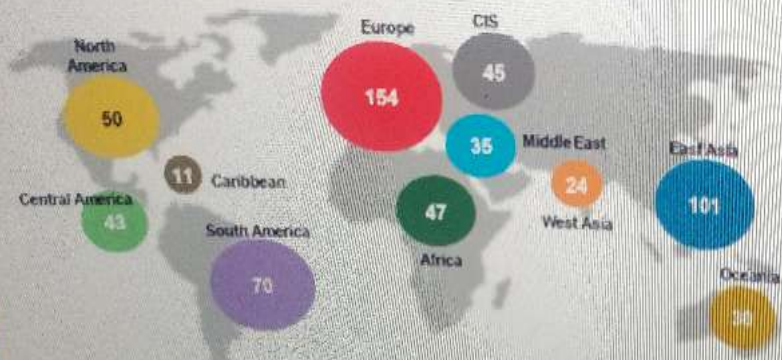 Europe
CIS
North
America
154
45
50
35
Middle East
East Asia
11
Caribbean
24
Central America
43
47
101
West Asia
South America
Africa
70
Oceania
30